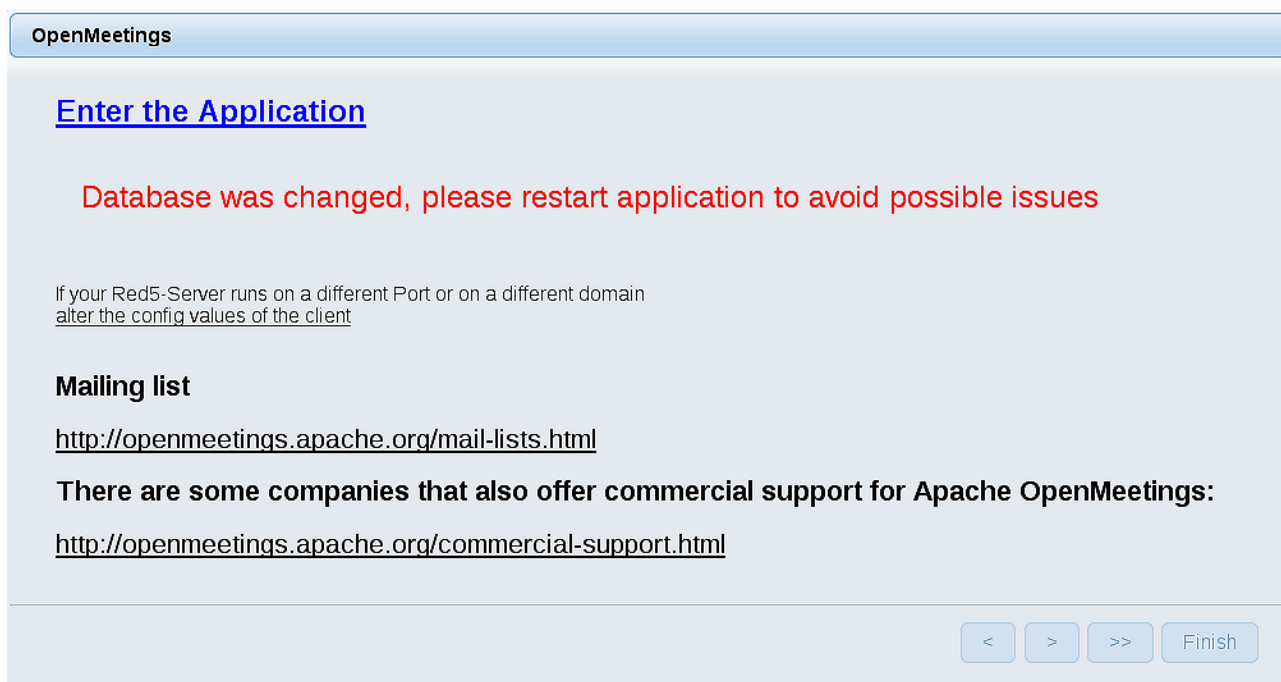 OpenMeetings
Enter the Application
Database was changed, please restart application to avoid possible issues
If your Red5-Server runs on a different Port or on a different domain
alter the config values of the client
Mailing list
http://openmeetings.apache.org/mail-lists.html
There are some companies that also offer commercial support for Apache OpenMeetings:
http://openmeetings.apache.org/commercial-support.html
< > >> Finish